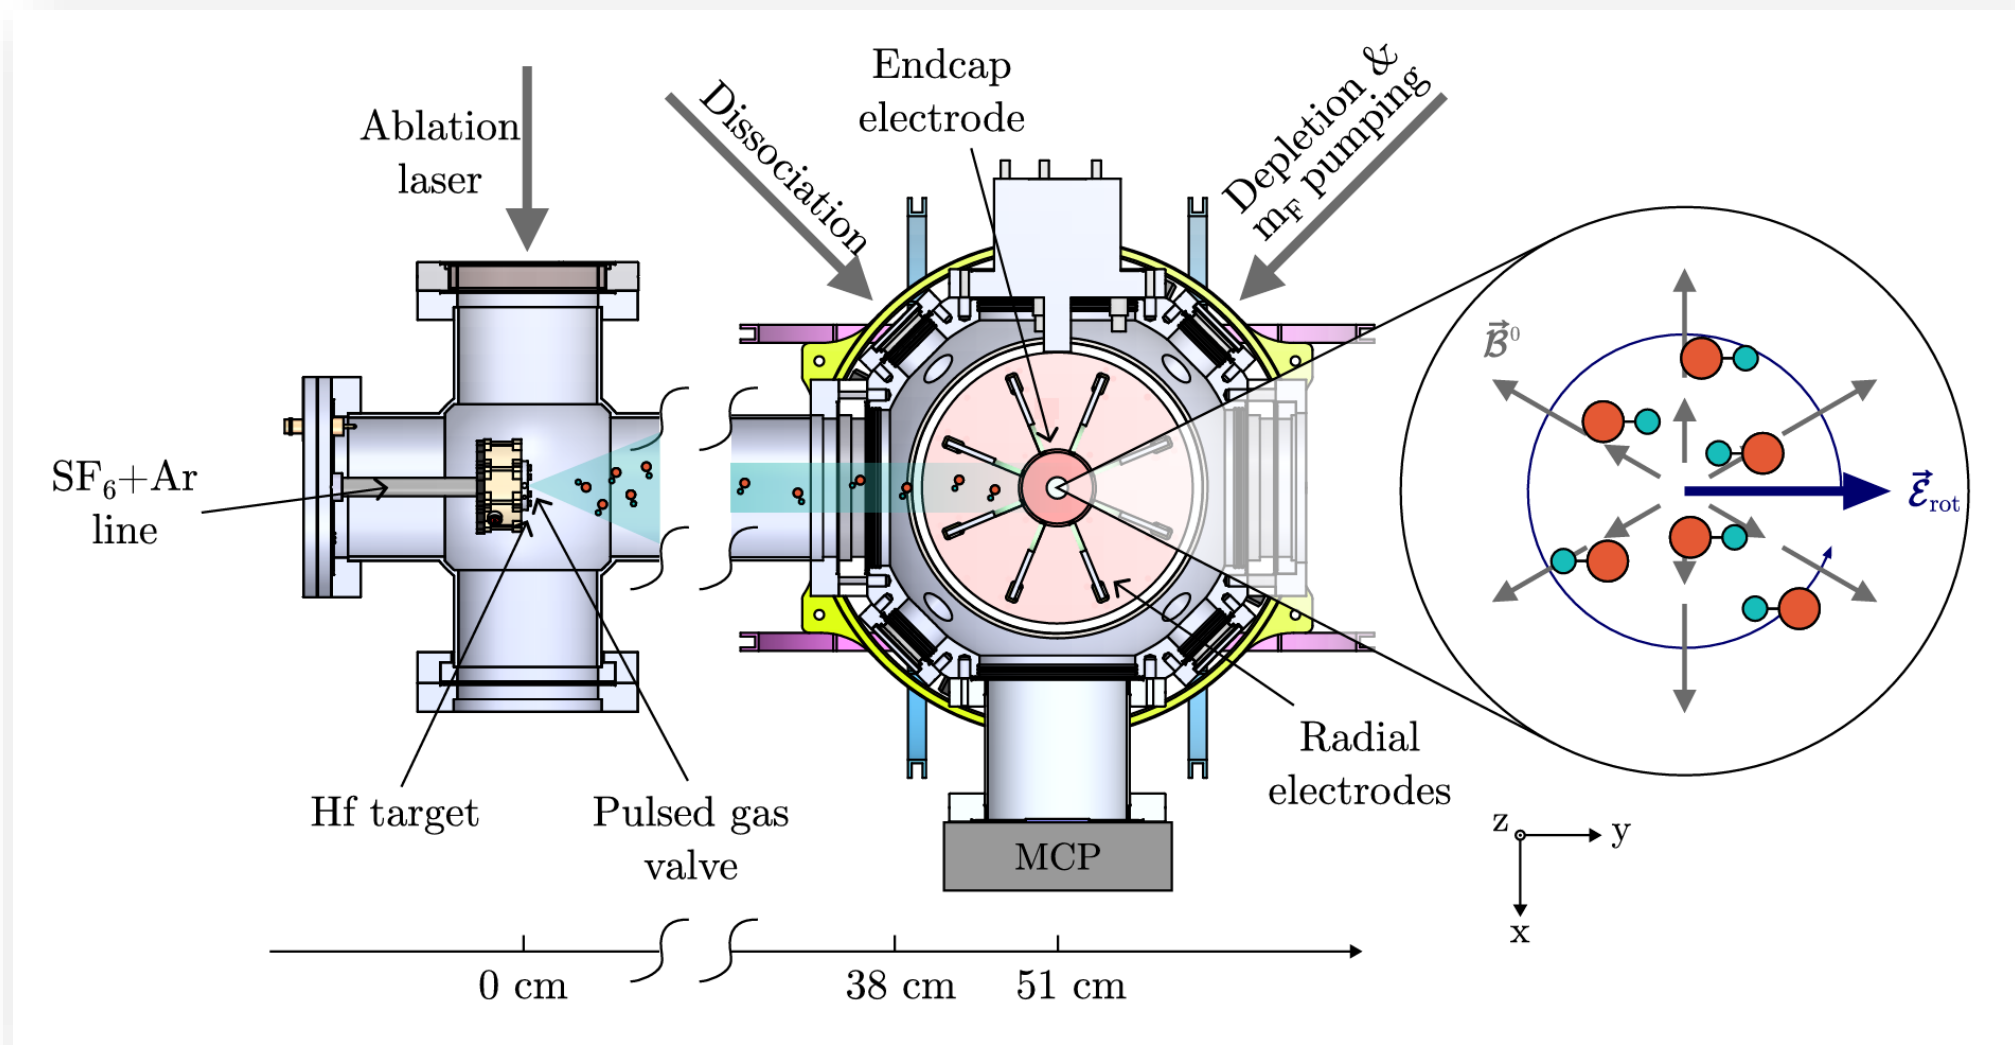 Endcap
electrode
Ablation
laser
Dissociation
Depletion &
m_F pumping
SF₆+Ar
line
Hf target
Pulsed gas
valve
Radial
electrodes
MCP
0 cm
38 cm
51 cm
ℬ⃗⁰
ℰ⃗rot
z
y
x